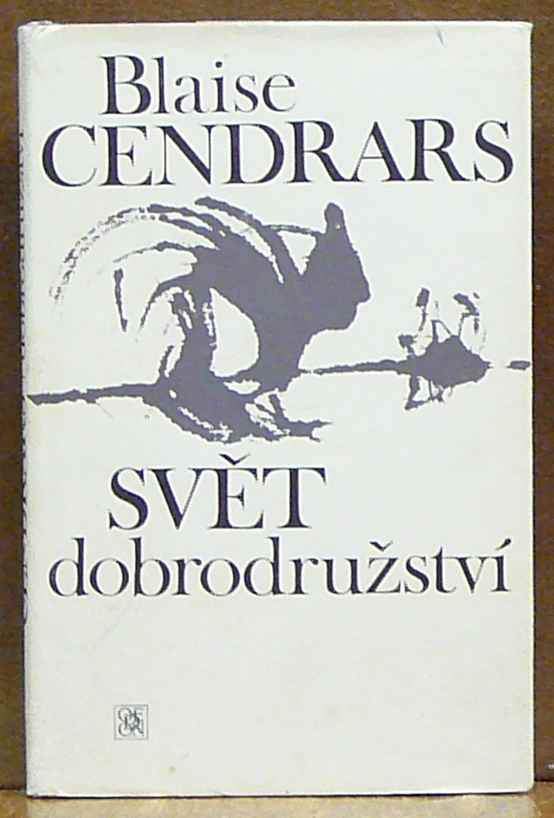 Blaise
CENDRARS
SVĚT
dobrodružství